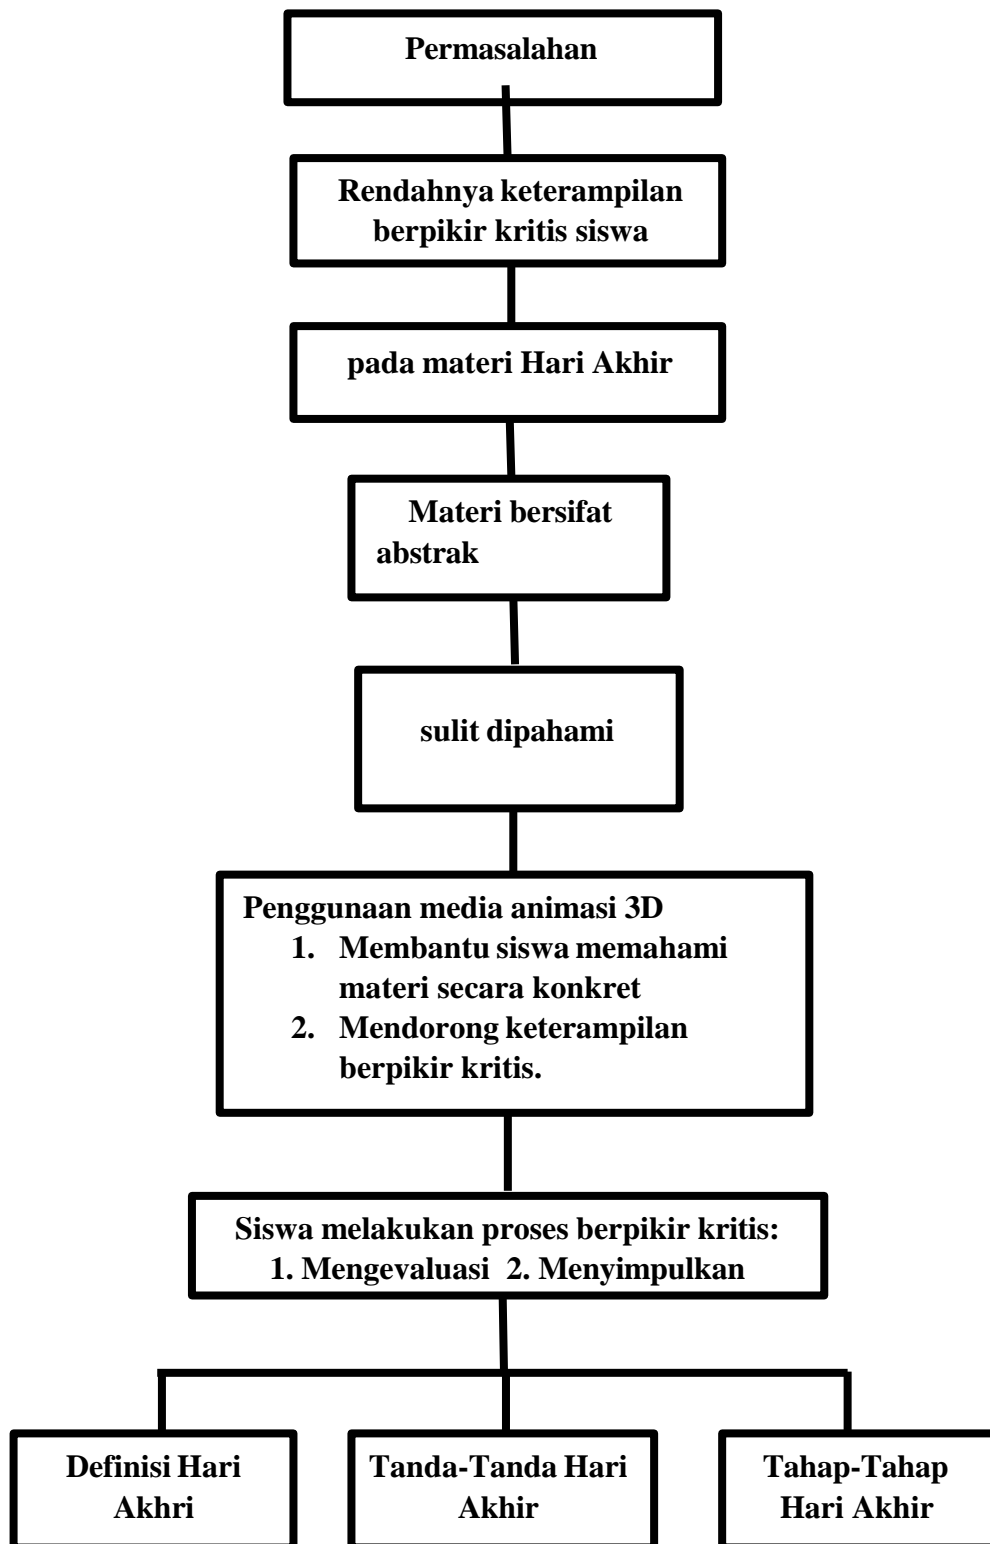 Permasalahan
Rendahnya keterampilan
berpikir kritis siswa
pada materi Hari Akhir
Materi bersifat
abstrak
sulit dipahami
Penggunaan media animasi 3D
1. Membantu siswa memahami
materi secara konkret
2. Mendorong keterampilan
berpikir kritis.
Siswa melakukan proses berpikir kritis:
1. Mengevaluasi 2. Menyimpulkan
Definisi Hari
Akhri
Tanda-Tanda Hari
Akhir
Tahap-Tahap
Hari Akhir